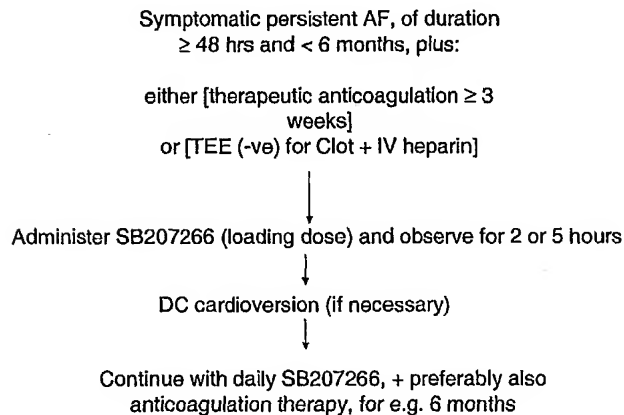 Symptomatic persistent AF, of duration
≥ 48 hrs and < 6 months, plus:
either [therapeutic anticoagulation ≥ 3
weeks]
or [TEE (-ve) for Clot + IV heparin]
Administer SB207266 (loading dose) and observe for 2 or 5 hours
DC cardioversion (if necessary)
Continue with daily SB207266, + preferably also
anticoagulation therapy, for e.g. 6 months